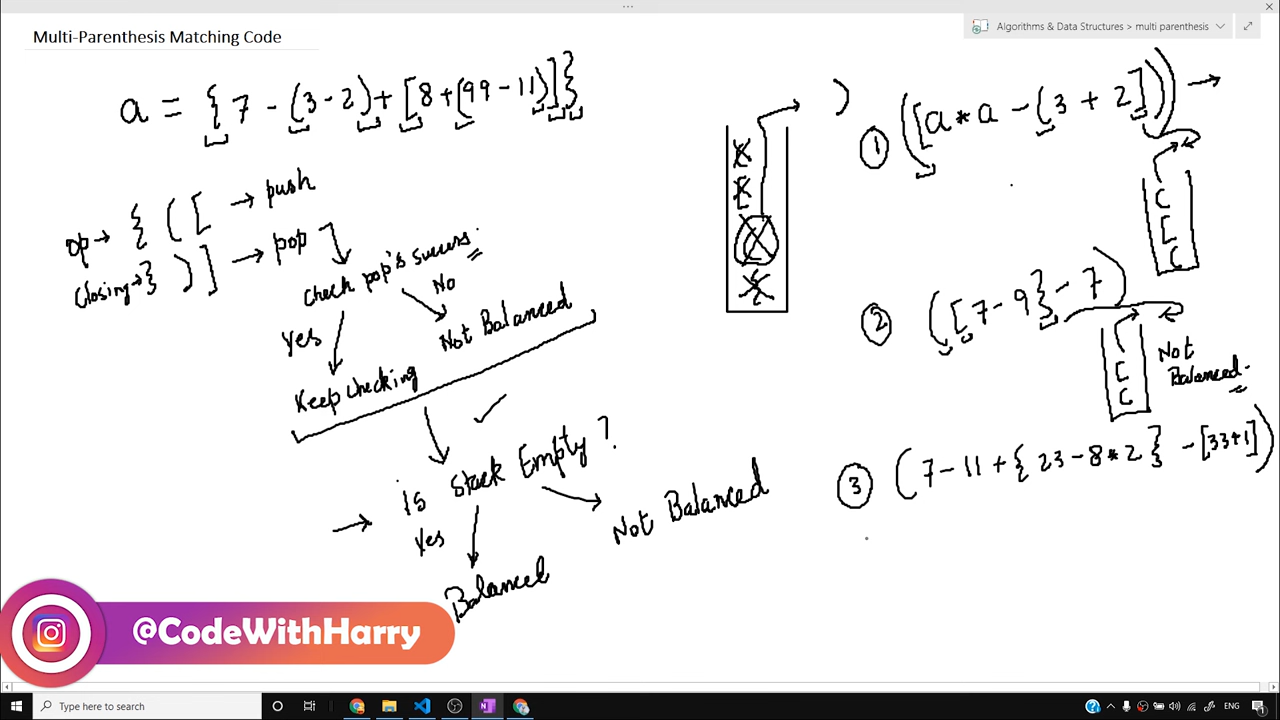 Multi-Parenthesis Matching Code
Algorithms & Data Structures > multi parenthesis
a = {7 - (3 - 2) + [8 + (99 - 11)]}
op → { ( [ → push
closing → } ) ] → pop
Check pop's success.
No
Not Balanced
Yes
Keep checking
is Stack Empty?
Yes
Balanced
Not Balanced
)
① ([a * a - (3 + 2])) →
② ([7 - 9} - 7)
Not
Balanced.
③ (7 - 11 + {23 - 8 * 2} - [33+1])
@CodeWithHarry
Type here to search
ENG
1